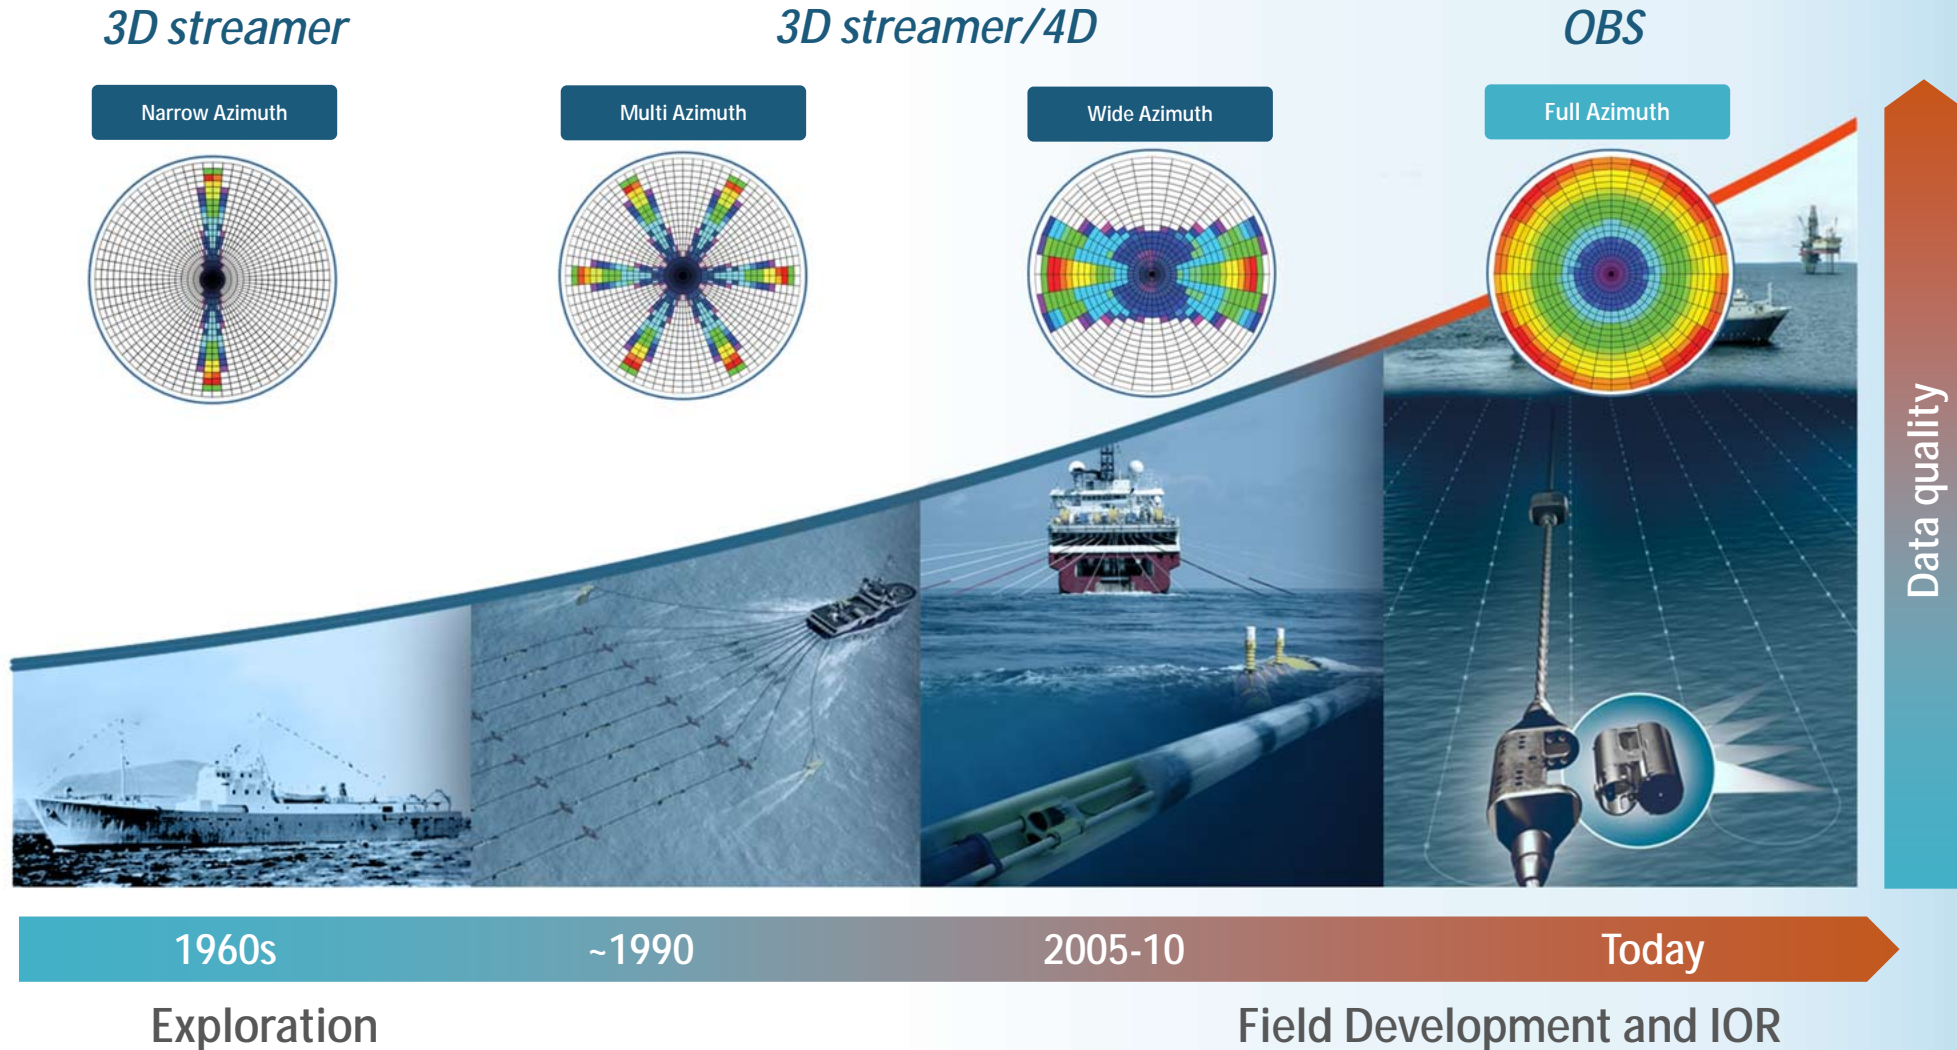 3D streamer
3D streamer/4D
OBS
Narrow Azimuth
Multi Azimuth
Wide Azimuth
Full Azimuth
Data quality
1960s
~1990
2005-10
Today
Exploration
Field Development and IOR